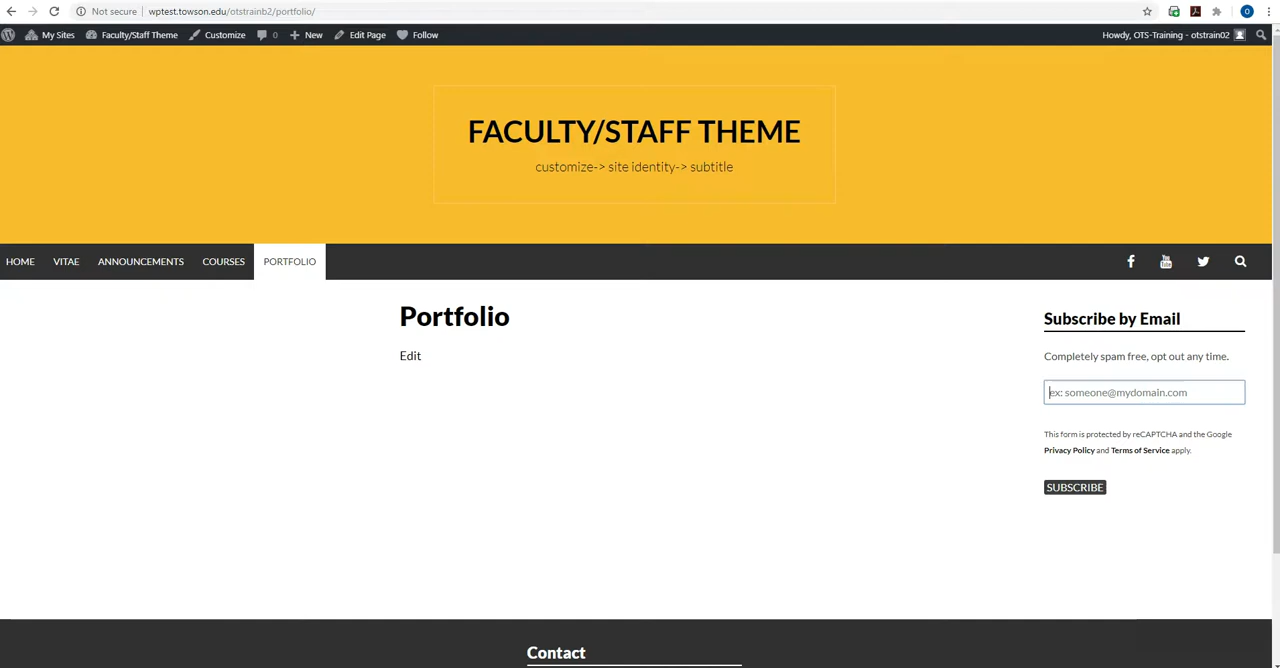 Not secure | wptest.towson.edu/otstrainb2/portfolio/
My Sites Faculty/Staff Theme Customize 0 New Edit Page Follow Howdy, OTS-Training - otstrain02
FACULTY/STAFF THEME
customize-> site identity-> subtitle
HOME VITAE ANNOUNCEMENTS COURSES PORTFOLIO
Portfolio
Edit
Subscribe by Email
Completely spam free, opt out any time.
ex: someone@mydomain.com
This form is protected by reCAPTCHA and the Google
Privacy Policy and Terms of Service apply.
SUBSCRIBE
Contact